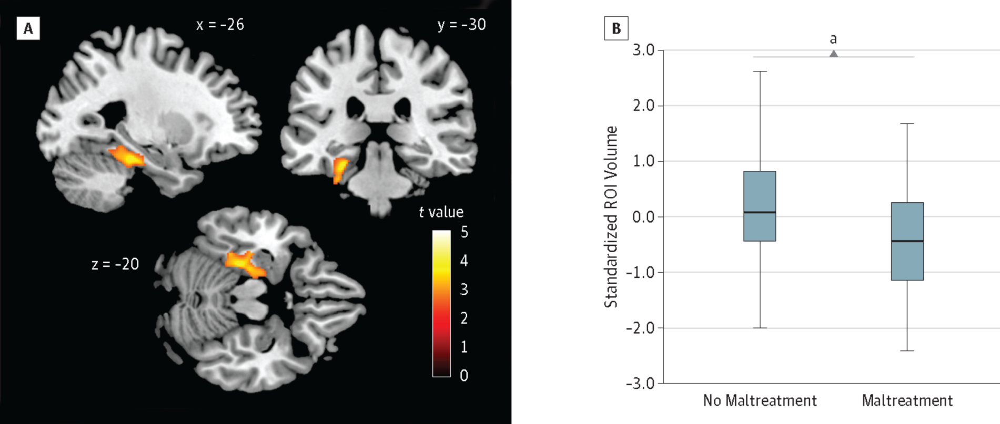 A
x = –26
y = –30
z = –20
t value
5
4
3
2
1
0
B
a
3.0
2.0
1.0
0.0
–1.0
–2.0
–3.0
Standardized ROI Volume
No Maltreatment
Maltreatment